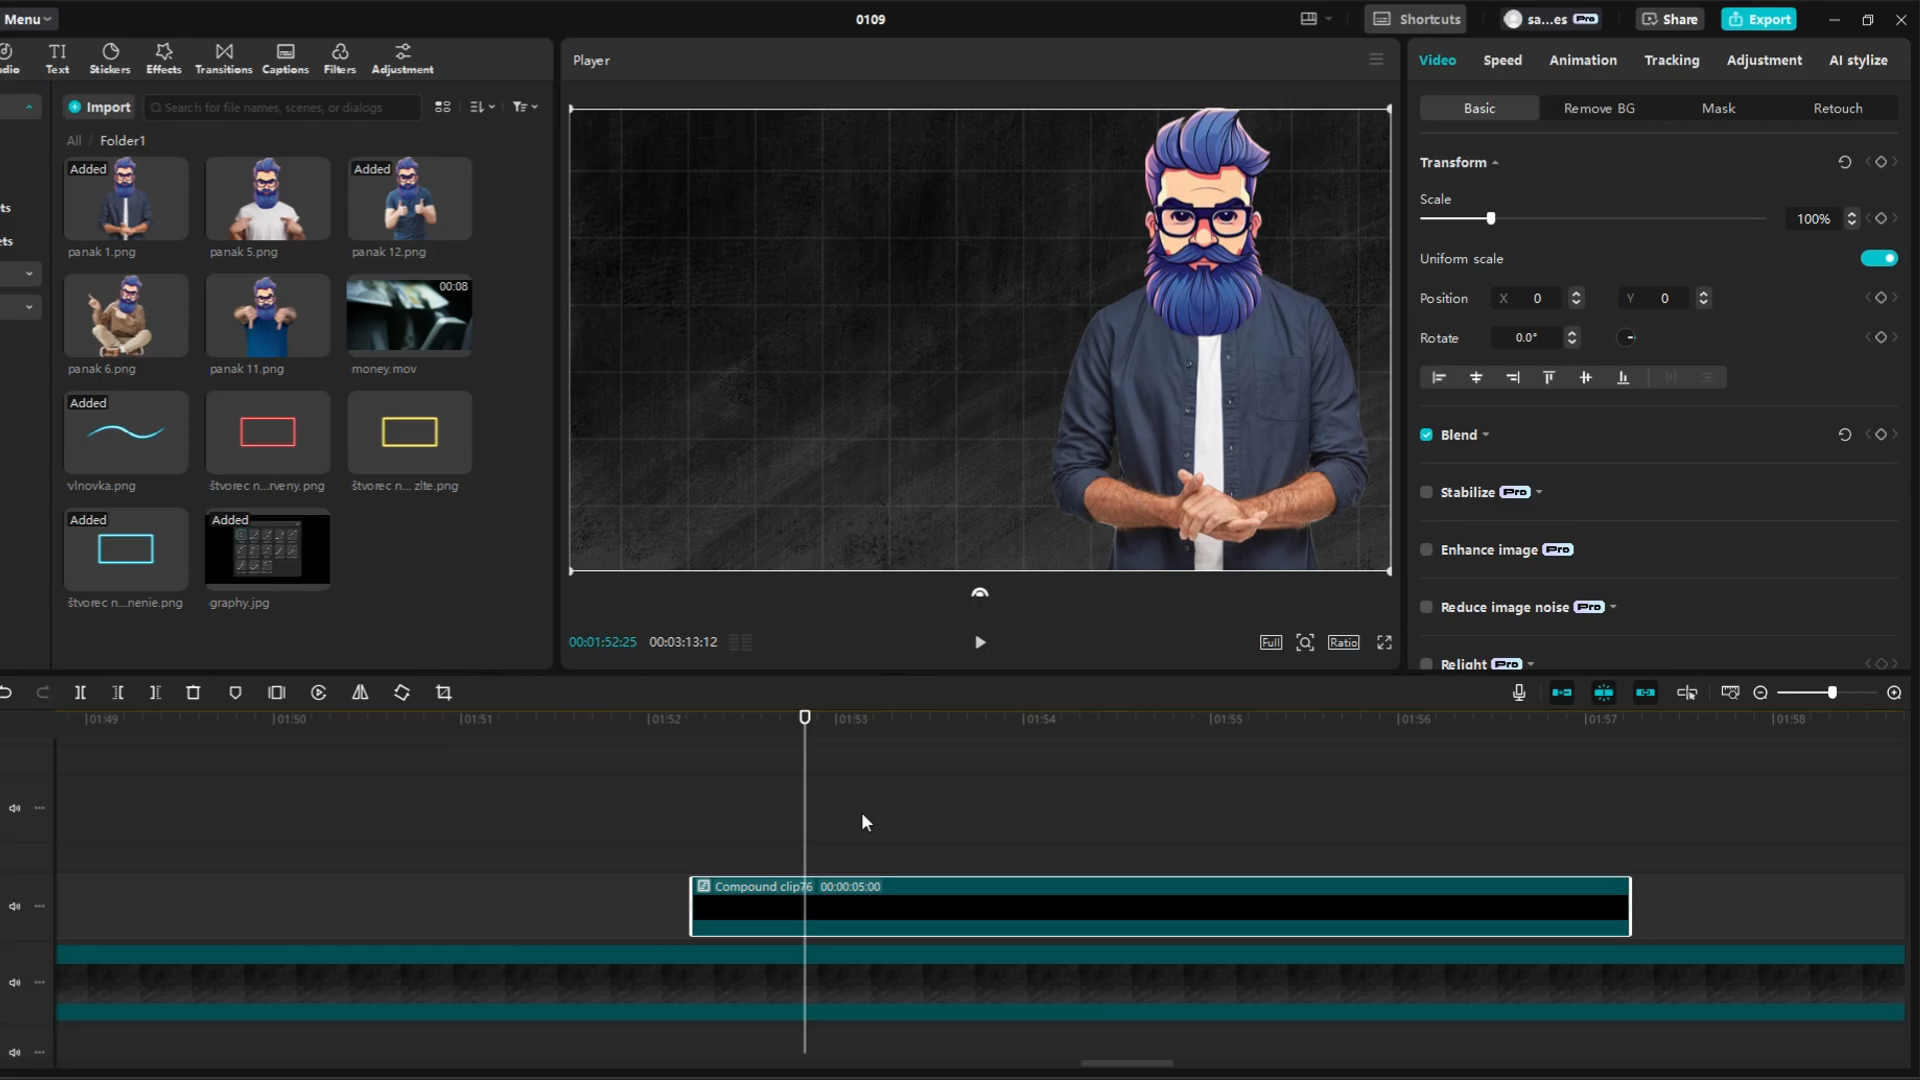 Menu
0109
Shortcuts
sa...es Pro
Share
Export
udio
Text
Stickers
Effects
Transitions
Captions
Filters
Adjustment
Import
Search for file names, scenes, or dialogs
All / Folder1
ts
ets
Added
Added
panak 1.png
panak 5.png
panak 12.png
00:08
panak 6.png
panak 11.png
money.mov
Added
vlnovka.png
štvorec n...rveny.png
štvorec n... zlte.png
Added
Added
štvorec n...nenie.png
graphy.jpg
Player
00:01:52:25
00:03:13:12
Full
Ratio
Video
Speed
Animation
Tracking
Adjustment
AI stylize
Basic
Remove BG
Mask
Retouch
Transform
Scale
100%
Uniform scale
Position X 0 Y 0
Rotate 0.0°
Blend
Stabilize Pro
Enhance image Pro
Reduce image noise Pro
Relight Pro
01:49
01:50
01:51
01:52
01:53
01:54
01:55
01:56
01:57
01:58
Compound clip76 00:00:05:00